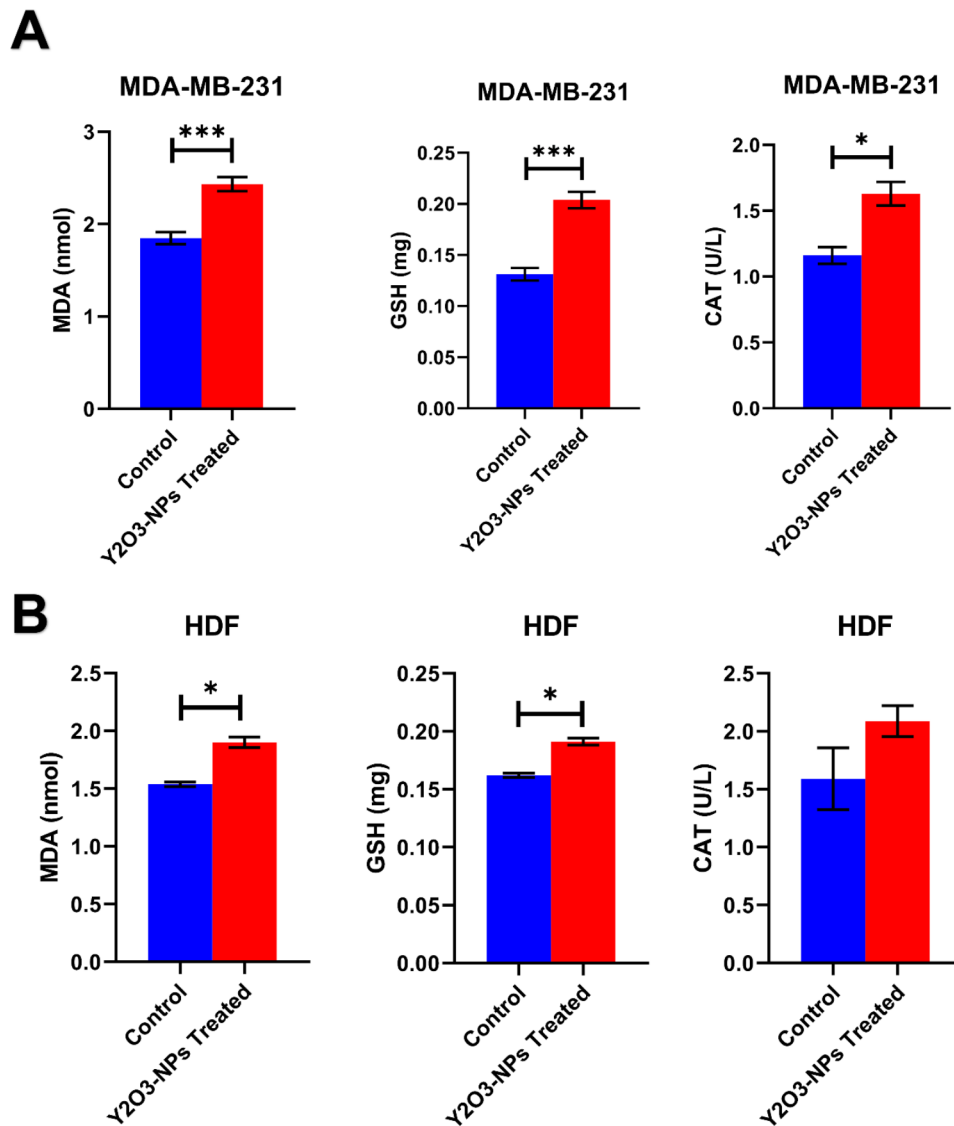 A
MDA-MB-231
MDA (nmol)
3
2
1
0
***
Control
Y2O3-NPs Treated
MDA-MB-231
GSH (mg)
0.25
0.20
0.15
0.10
0.05
0.00
***
Control
Y2O3-NPs Treated
MDA-MB-231
CAT (U/L)
2.0
1.5
1.0
0.5
0.0
*
Control
Y2O3-NPs Treated
B
HDF
MDA (nmol)
2.5
2.0
1.5
1.0
0.5
0.0
*
Control
Y2O3-NPs Treated
HDF
GSH (mg)
0.25
0.20
0.15
0.10
0.05
0.00
*
Control
Y2O3-NPs Treated
HDF
CAT (U/L)
2.5
2.0
1.5
1.0
0.5
0.0
Control
Y2O3-NPs Treated